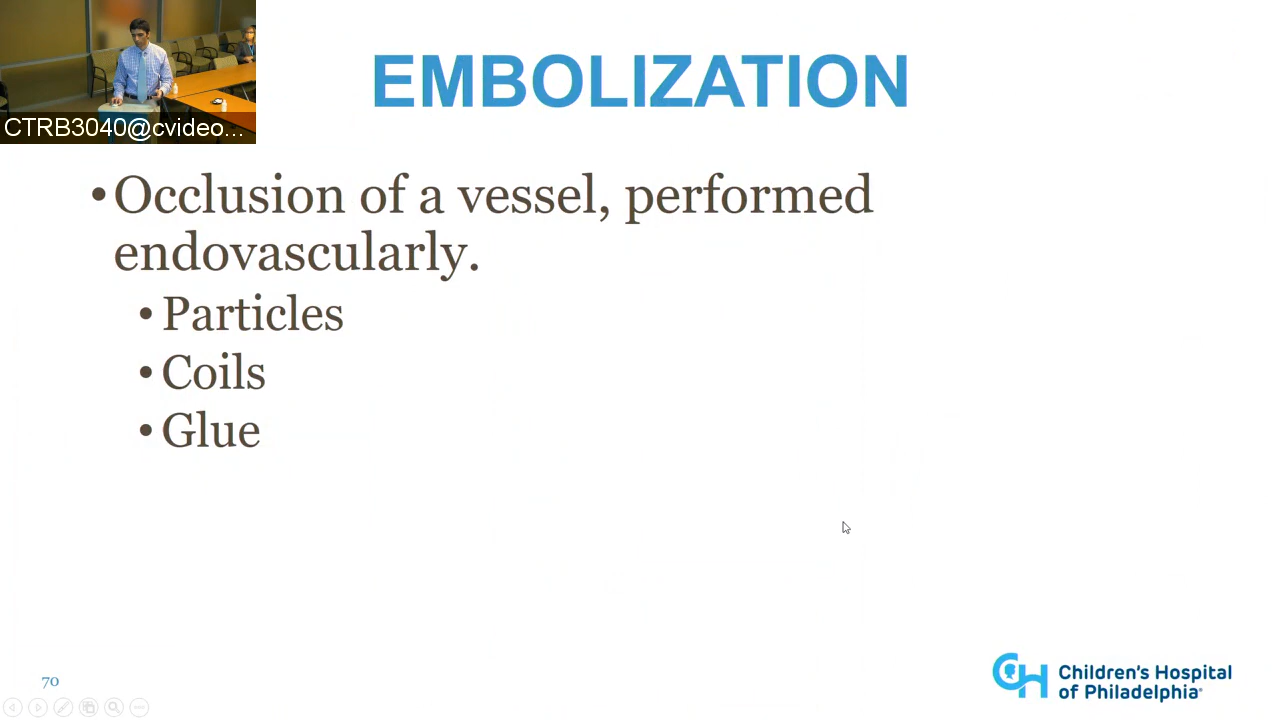 EMBOLIZATION
CTRB3040@cvideo...
•Occlusion of a vessel, performed
endovascularly.
•Particles
•Coils
•Glue
70
Children's Hospital
of Philadelphia®